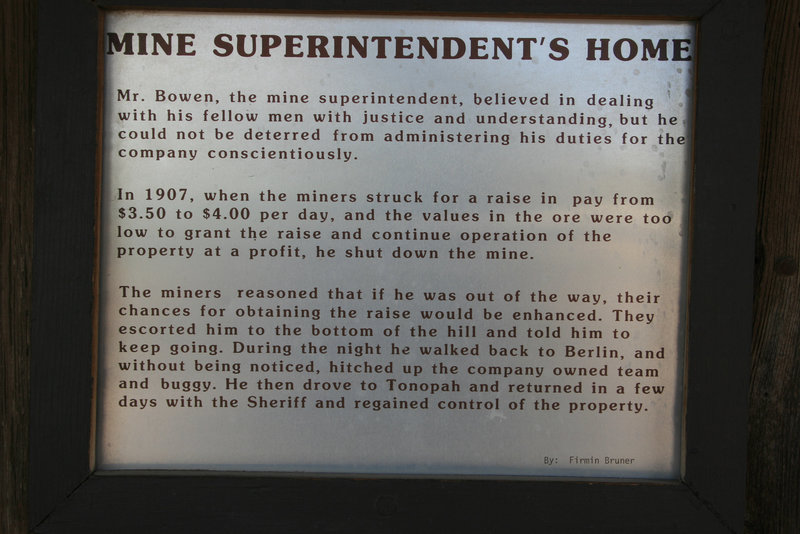 MINE SUPERINTENDENT'S HOME
Mr. Bowen, the mine superintendent, believed in dealing
with his fellow men with justice and understanding, but he
could not be deterred from administering his duties for the
company conscientiously.
In 1907, when the miners struck for a raise in pay from
$3.50 to $4.00 per day, and the values in the ore were too
low to grant the raise and continue operation of the
property at a profit, he shut down the mine.
The miners reasoned that if he was out of the way, their
chances for obtaining the raise would be enhanced. They
escorted him to the bottom of the hill and told him to
keep going. During the night he walked back to Berlin, and
without being noticed, hitched up the company owned team
and buggy. He then drove to Tonopah and returned in a few
days with the Sheriff and regained control of the property.
By: Firmin Bruner